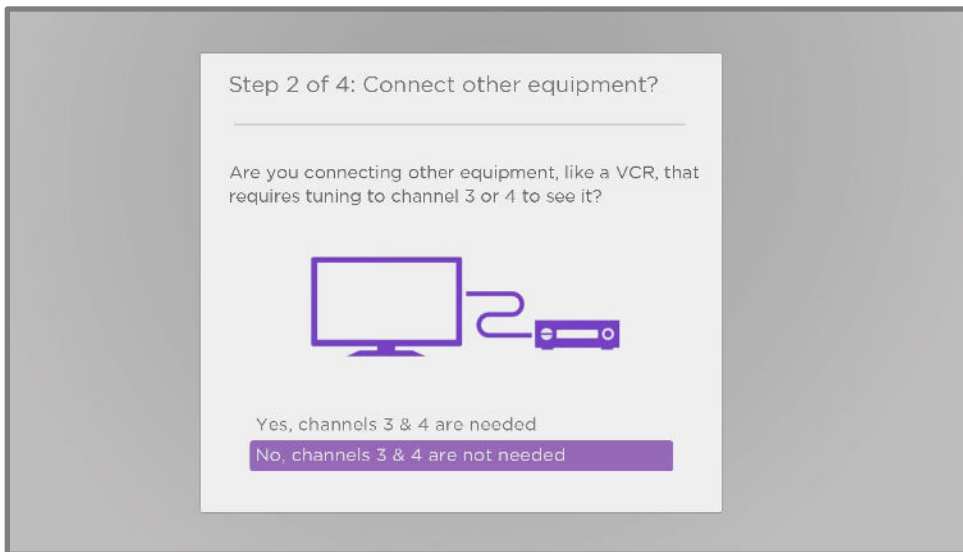 Step 2 of 4: Connect other equipment?
Are you connecting other equipment, like a VCR, that
requires tuning to channel 3 or 4 to see it?
Yes, channels 3 & 4 are needed
No, channels 3 & 4 are not needed